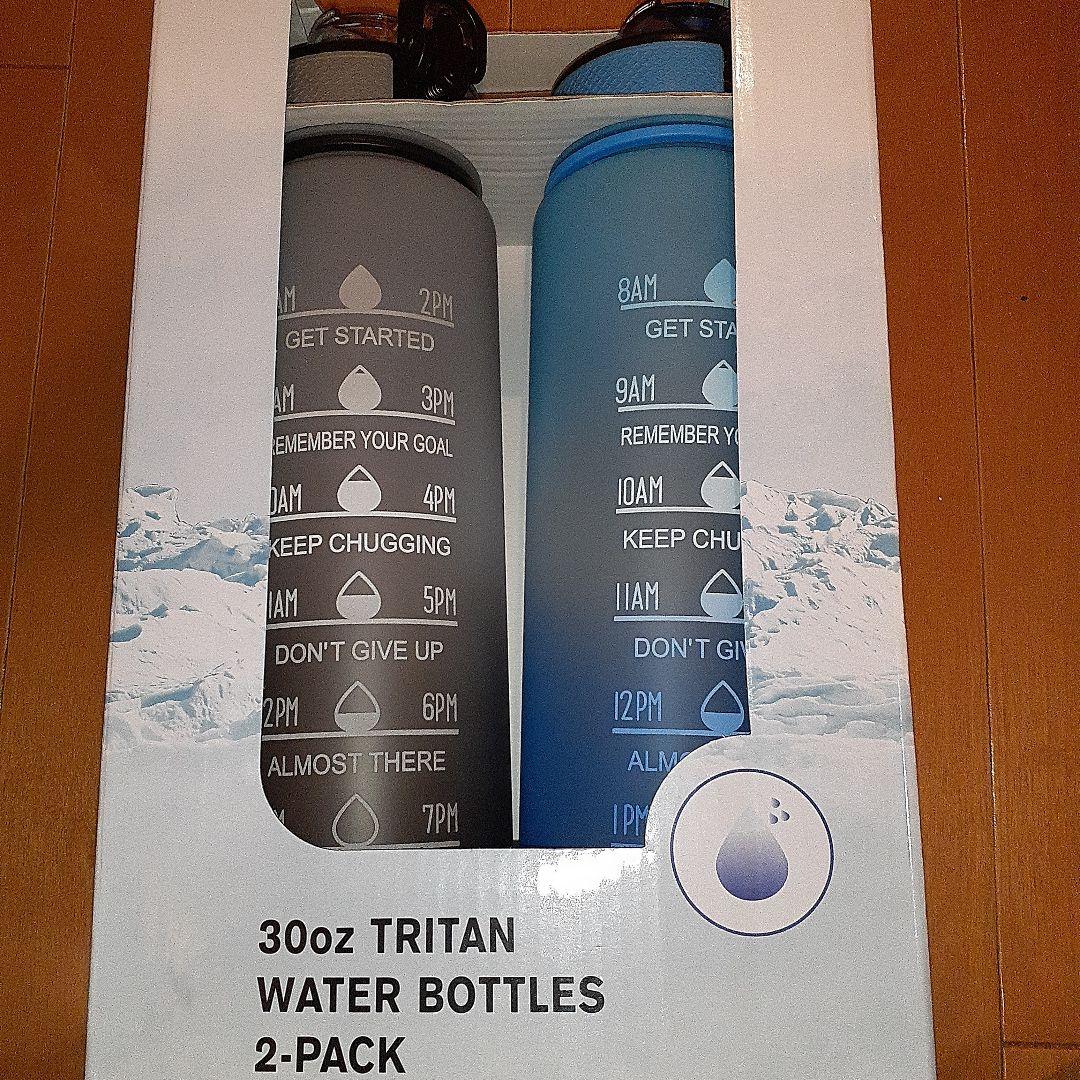 AM 2PM
GET STARTED
AM 3PM
REMEMBER YOUR GOAL
0AM 4PM
KEEP CHUGGING
1AM 5PM
DON'T GIVE UP
2PM 6PM
ALMOST THERE
7PM
8AM
GET STA
9AM
REMEMBER YO
10AM
KEEP CHU
11AM
DON'T GIV
12PM
ALMO
1PM
30oz TRITAN
WATER BOTTLES
2-PACK